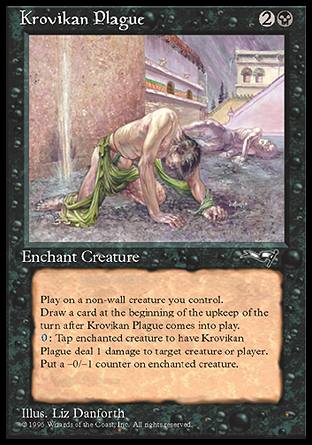 Krovikan Plague 2
Enchant Creature
Play on a non-wall creature you control.
Draw a card at the beginning of the upkeep of the
turn after Krovikan Plague comes into play.
0: Tap enchanted creature to have Krovikan
Plague deal 1 damage to target creature or player.
Put a –0/–1 counter on enchanted creature.
Illus. Liz Danforth
©1996 Wizards of the Coast, Inc. All rights reserved.